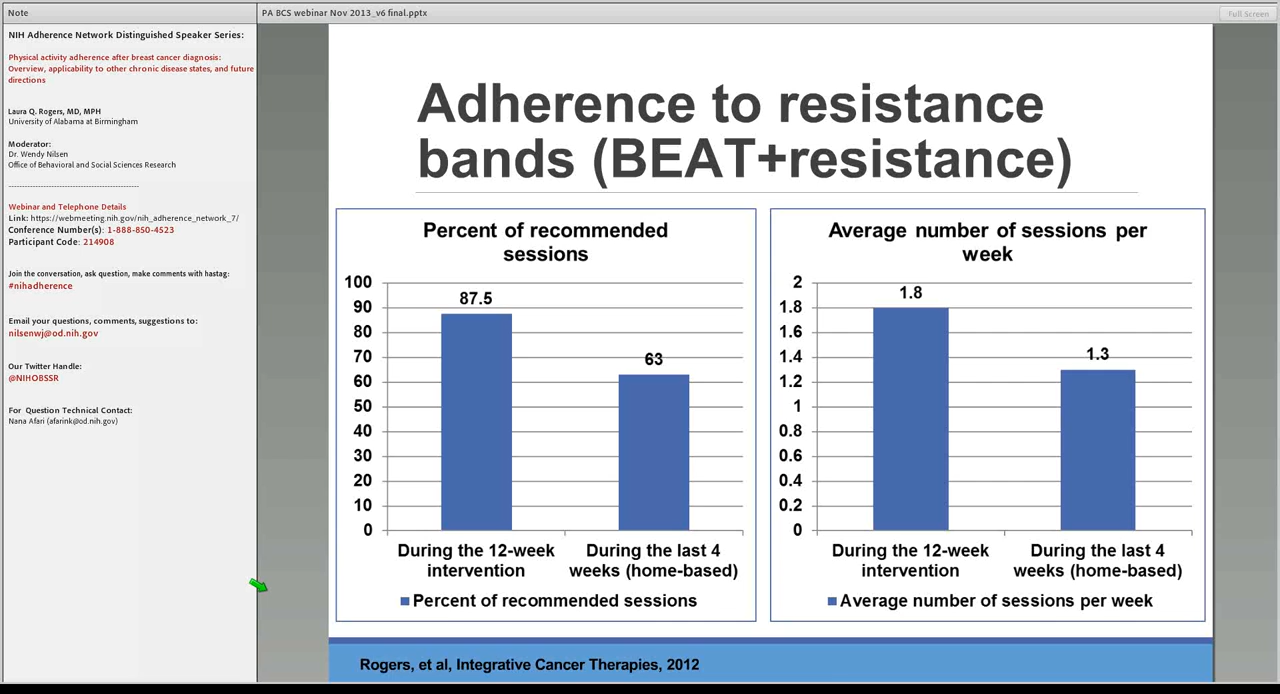 Note
NIH Adherence Network Distinguished Speaker Series:
Physical activity adherence after breast cancer diagnosis:
Overview, applicability to other chronic disease states, and future
directions
Laura Q. Rogers, MD, MPH
University of Alabama at Birmingham
Moderator:
Dr. Wendy Nilsen
Office of Behavioral and Social Sciences Research
------------------------------------------------
Webinar and Telephone Details
Link: https://webmeeting.nih.gov/nih_adherence_network_7/
Conference Number(s): 1-888-850-4523
Participant Code: 214908
Join the conversation, ask question, make comments with hastag:
#nihadherence
Email your questions, comments, suggestions to:
nilsenwj@od.nih.gov
Our Twitter Handle:
@NIHOBSSR
For Question Technical Contact:
Nana Afari (afarink@od.nih.gov)
PA BCS webinar Nov 2013_v6 final.pptx
Full Screen
Adherence to resistance
bands (BEAT+resistance)
Percent of recommended
sessions
100
90
80
70
60
50
40
30
20
10
0
87.5
63
During the 12-week
intervention
During the last 4
weeks (home-based)
Percent of recommended sessions
Average number of sessions per
week
2
1.8
1.6
1.4
1.2
1
0.8
0.6
0.4
0.2
0
1.8
1.3
During the 12-week
intervention
During the last 4
weeks (home-based)
Average number of sessions per week
Rogers, et al, Integrative Cancer Therapies, 2012